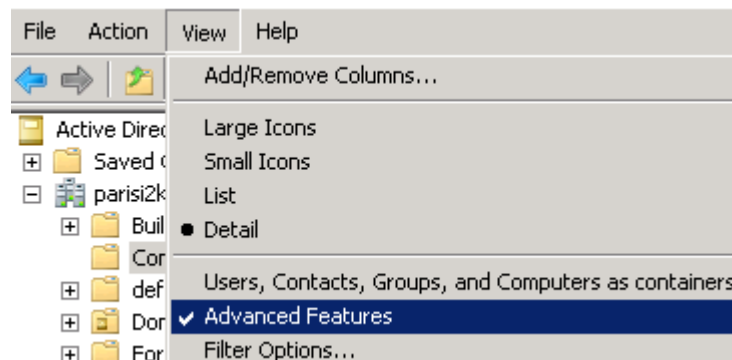 File Action View Help
Add/Remove Columns...
Active Direc
Large Icons
Saved
Small Icons
parisi2k
List
Buil
Detail
Cor
def
Users, Contacts, Groups, and Computers as containers
Dor
Advanced Features
For
Filter Options...